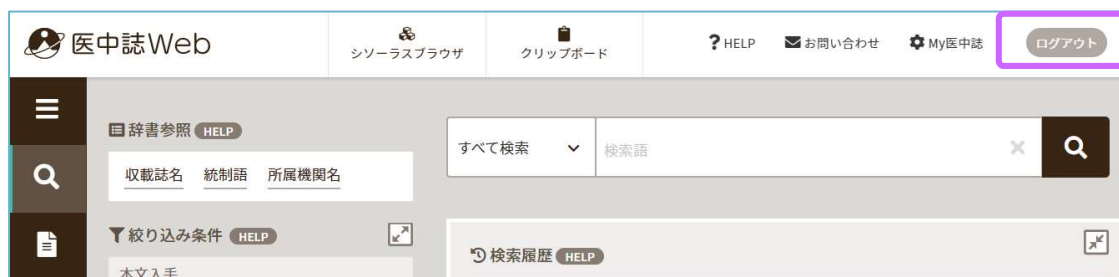 医中誌Web
シソーラスブラウザ
クリップボード
? HELP
お問い合わせ
My医中誌
ログアウト
辞書参照 HELP
収載誌名 統制語 所属機関名
すべて検索
検索語
絞り込み条件 HELP
本文入手
検索履歴 HELP